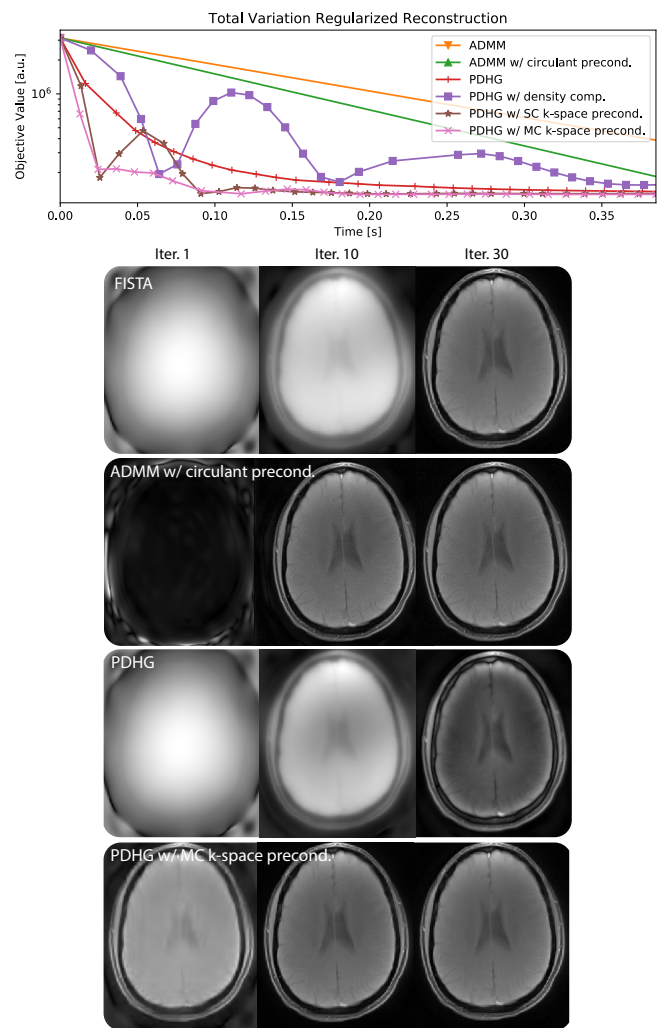 Total Variation Regularized Reconstruction
Objective Value [a.u.]
10^6
ADMM
ADMM w/ circulant precond.
PDHG
PDHG w/ density comp.
PDHG w/ SC k-space precond.
PDHG w/ MC k-space precond.
0.00 0.05 0.10 0.15 0.20 0.25 0.30 0.35
Time [s]
Iter. 1 Iter. 10 Iter. 30
FISTA
ADMM w/ circulant precond.
PDHG
PDHG w/ MC k-space precond.